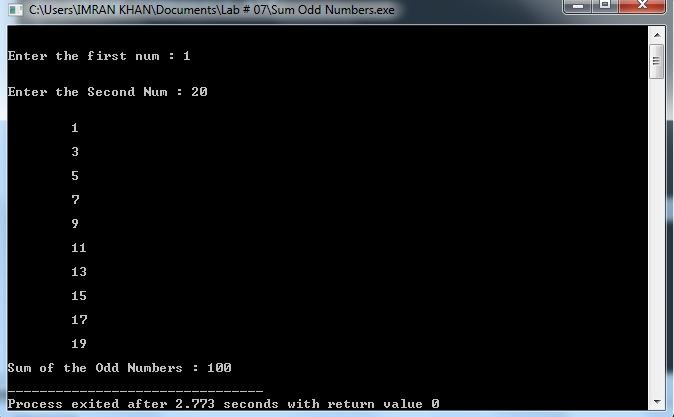 C:\Users\IMRAN KHAN\Documents\Lab # 07\Sum Odd Numbers.exe
Enter the first num : 1
Enter the Second Num : 20
1
3
5
7
9
11
13
15
17
19
Sum of the Odd Numbers : 100
--------------------------------
Process exited after 2.773 seconds with return value 0